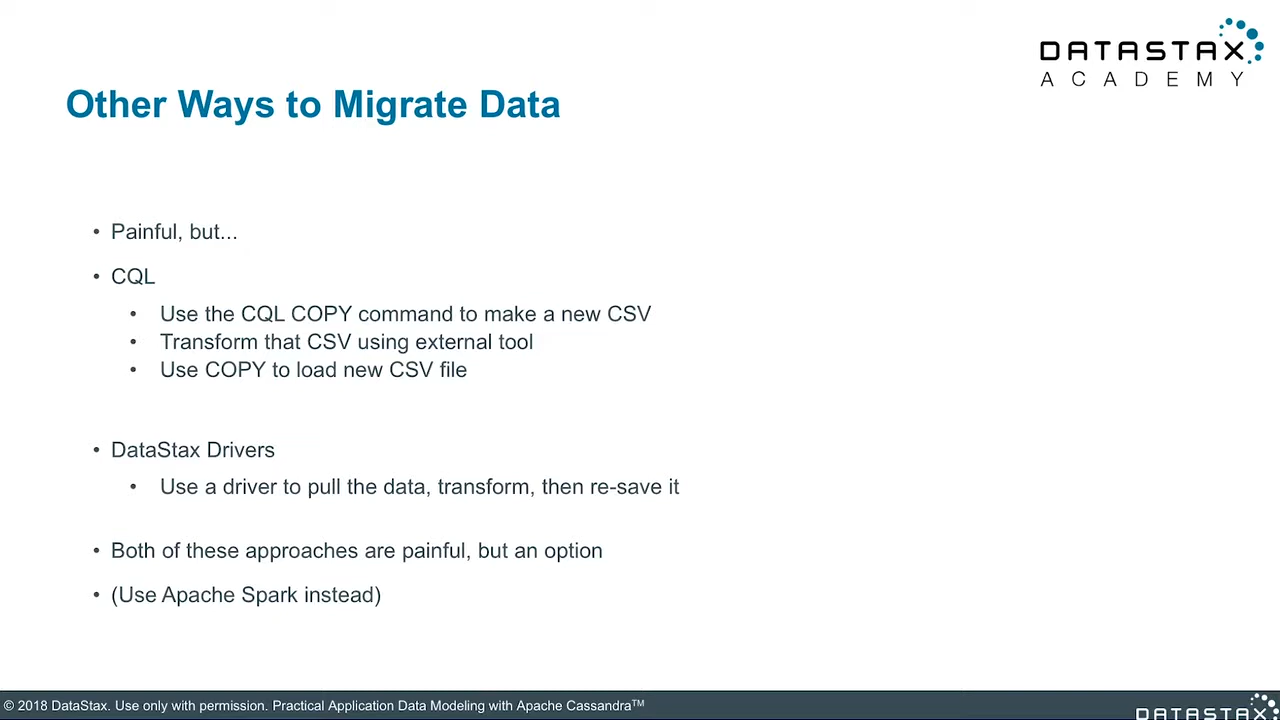 DATASTAX
ACADEMY
Other Ways to Migrate Data
• Painful, but...
• CQL
• Use the CQL COPY command to make a new CSV
• Transform that CSV using external tool
• Use COPY to load new CSV file
• DataStax Drivers
• Use a driver to pull the data, transform, then re-save it
• Both of these approaches are painful, but an option
• (Use Apache Spark instead)
© 2018 DataStax. Use only with permission. Practical Application Data Modeling with Apache Cassandra™
DATASTAX